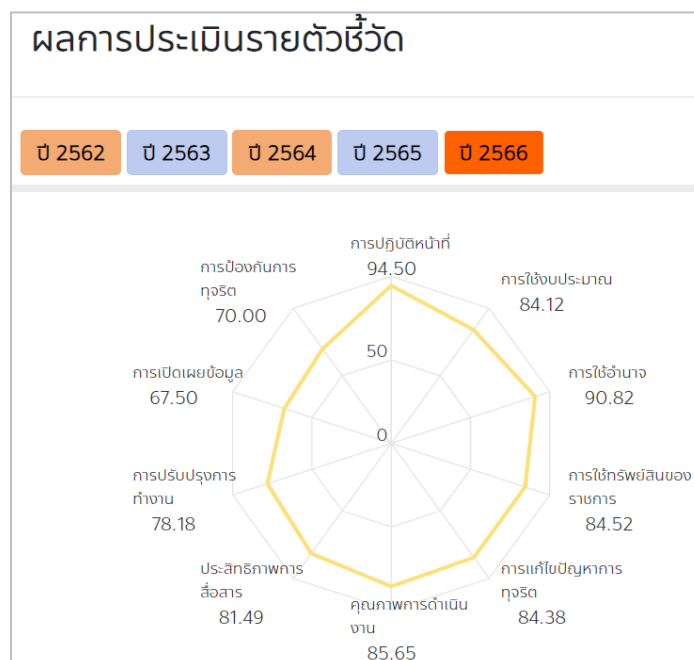 ผลการประเมินรายตัวชี้วัด
ปี 2562
ปี 2563
ปี 2564
ปี 2565
ปี 2566
การปฏิบัติหน้าที่
94.50
การใช้งบประมาณ
84.12
การใช้อำนาจ
90.82
การใช้ทรัพย์สินของ
ราชการ
84.52
การแก้ไขปัญหาการ
ทุจริต
84.38
คุณภาพการดำเนิน
งาน
85.65
ประสิทธิภาพการ
สื่อสาร
81.49
การปรับปรุงการ
ทำงาน
78.18
การเปิดเผยข้อมูล
67.50
การป้องกันการ
ทุจริต
70.00
50
0